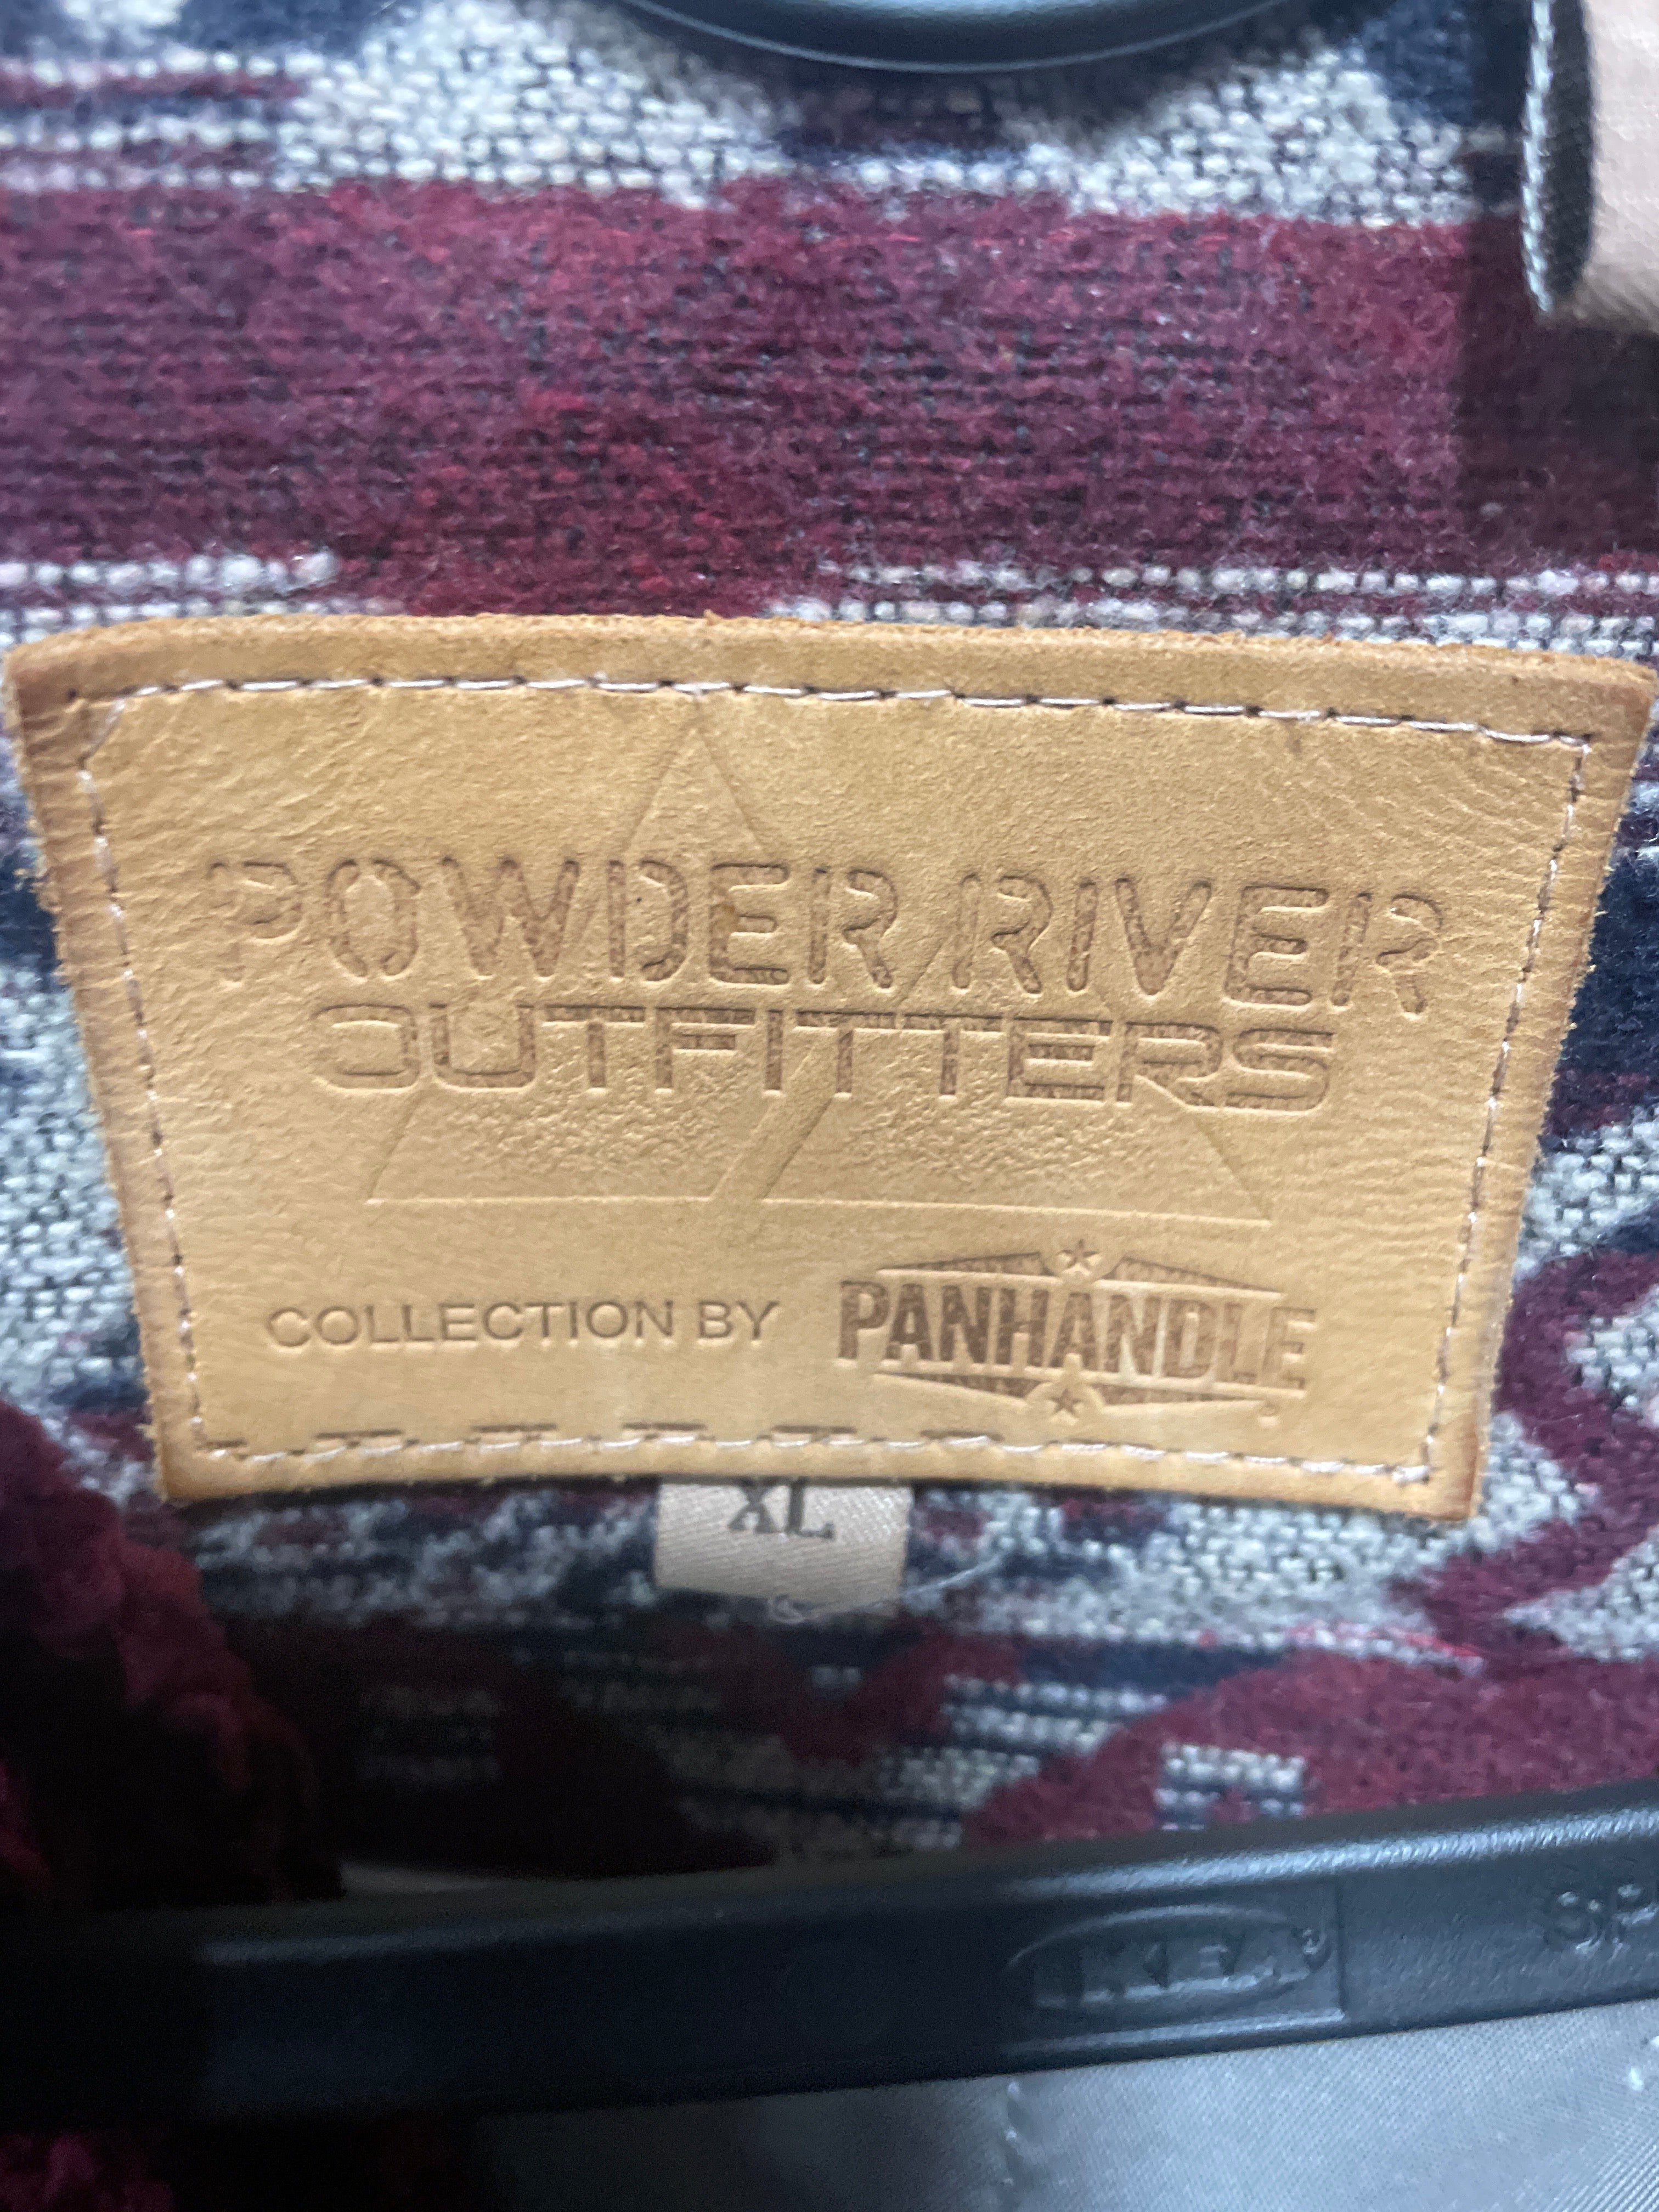 POWDER RIVER
OUTFITTERS
COLLECTION BY PANHANDLE
XL
IKEA®